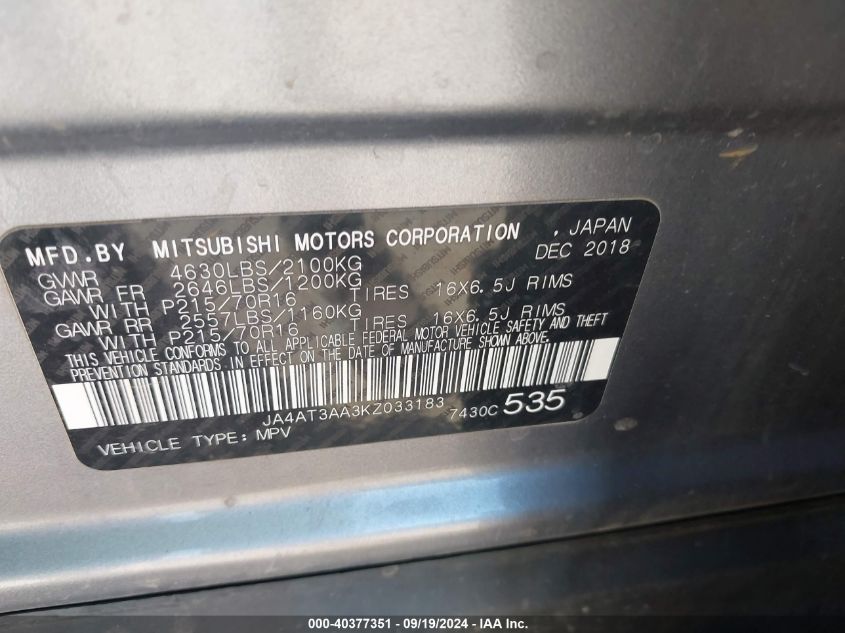 MFD.BY MITSUBISHI MOTORS CORPORATION , JAPAN
GWWR 4630LBS/2100KG DEC 2018
GAWR FR 2646LBS/1200KG
WITH P215/70R16 TIRES 16X6.5J RIMS
GAWR RR 2557LBS/1160KG
WITH P215/70R16 TIRES 16X6.5J RIMS
THIS VEHICLE CONFORMS TO ALL APPLICABLE FEDERAL MOTOR VEHICLE SAFETY AND THEFT
PREVENTION STANDARDS IN EFFECT ON THE DATE OF MANUFACTURE SHOWN ABOVE.
JA4AT3AA3KZ033183 7430C 535
VEHICLE TYPE: MPV
000-40377351 - 09/19/2024 - IAA Inc.